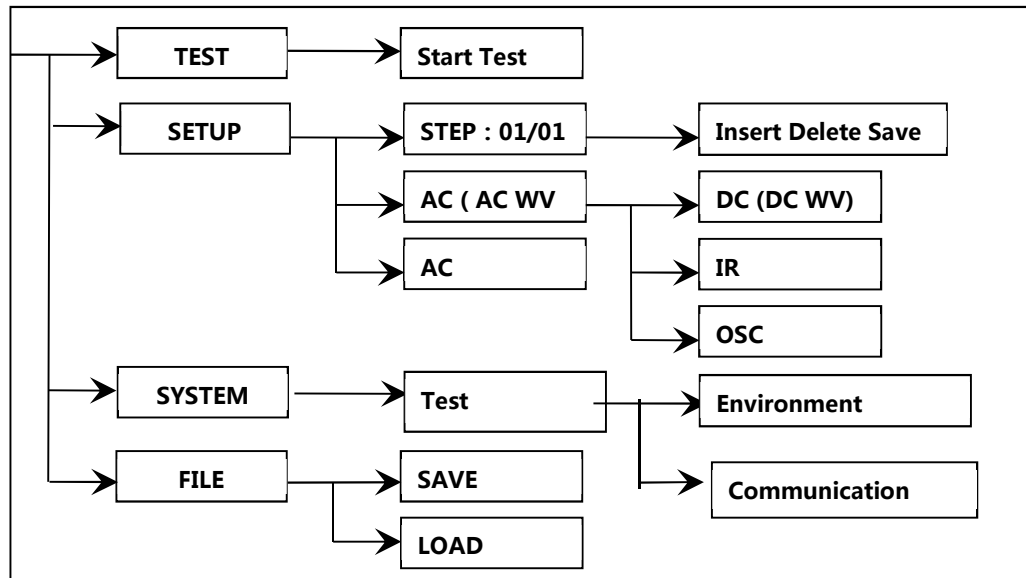 TEST
Start Test
SETUP
STEP : 01/01
Insert Delete Save
AC ( AC WV
DC (DC WV)
AC
IR
OSC
SYSTEM
Test
Environment
FILE
SAVE
Communication
LOAD